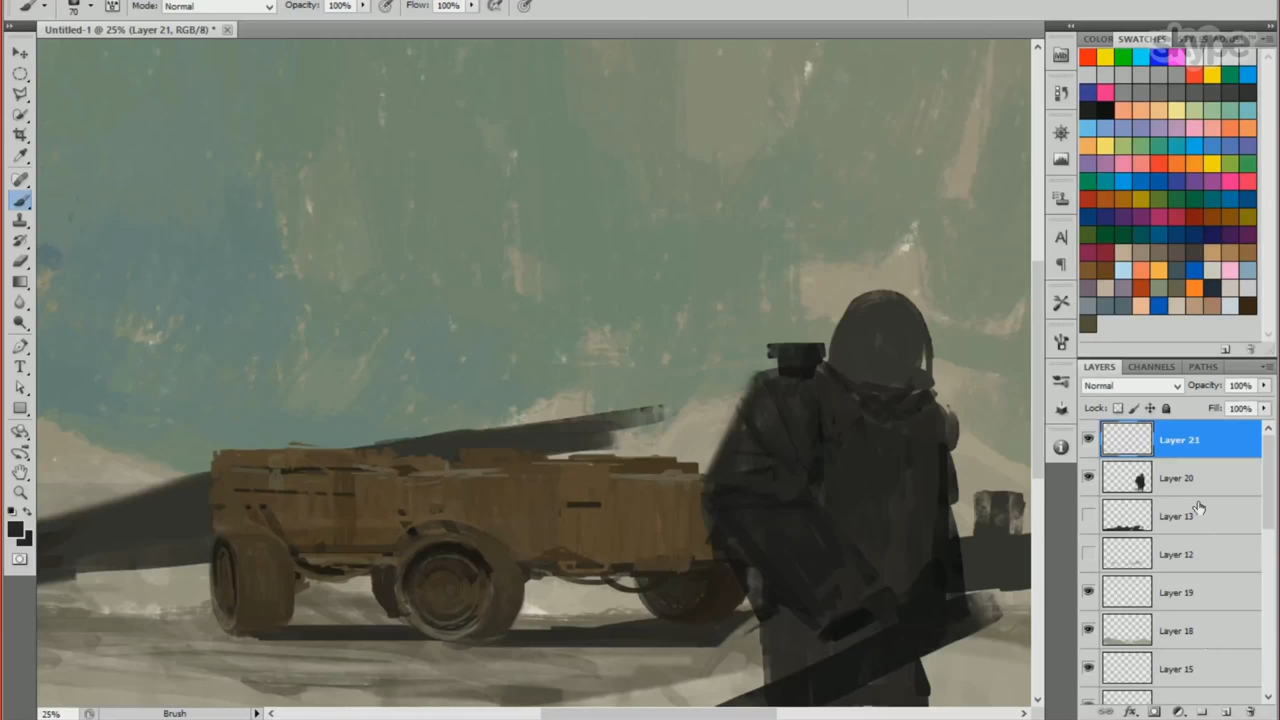 70 Mode: Normal Opacity: 100% Flow: 100%
Untitled-1 @ 25% (Layer 21, RGB/8) *
COLOR SWATCHES
skype
LAYERS CHANNELS PATHS
Normal Opacity: 100%
Lock: Fill: 100%
Layer 21
Layer 20
Layer 13
Layer 12
Layer 19
Layer 18
Layer 15
25% Brush